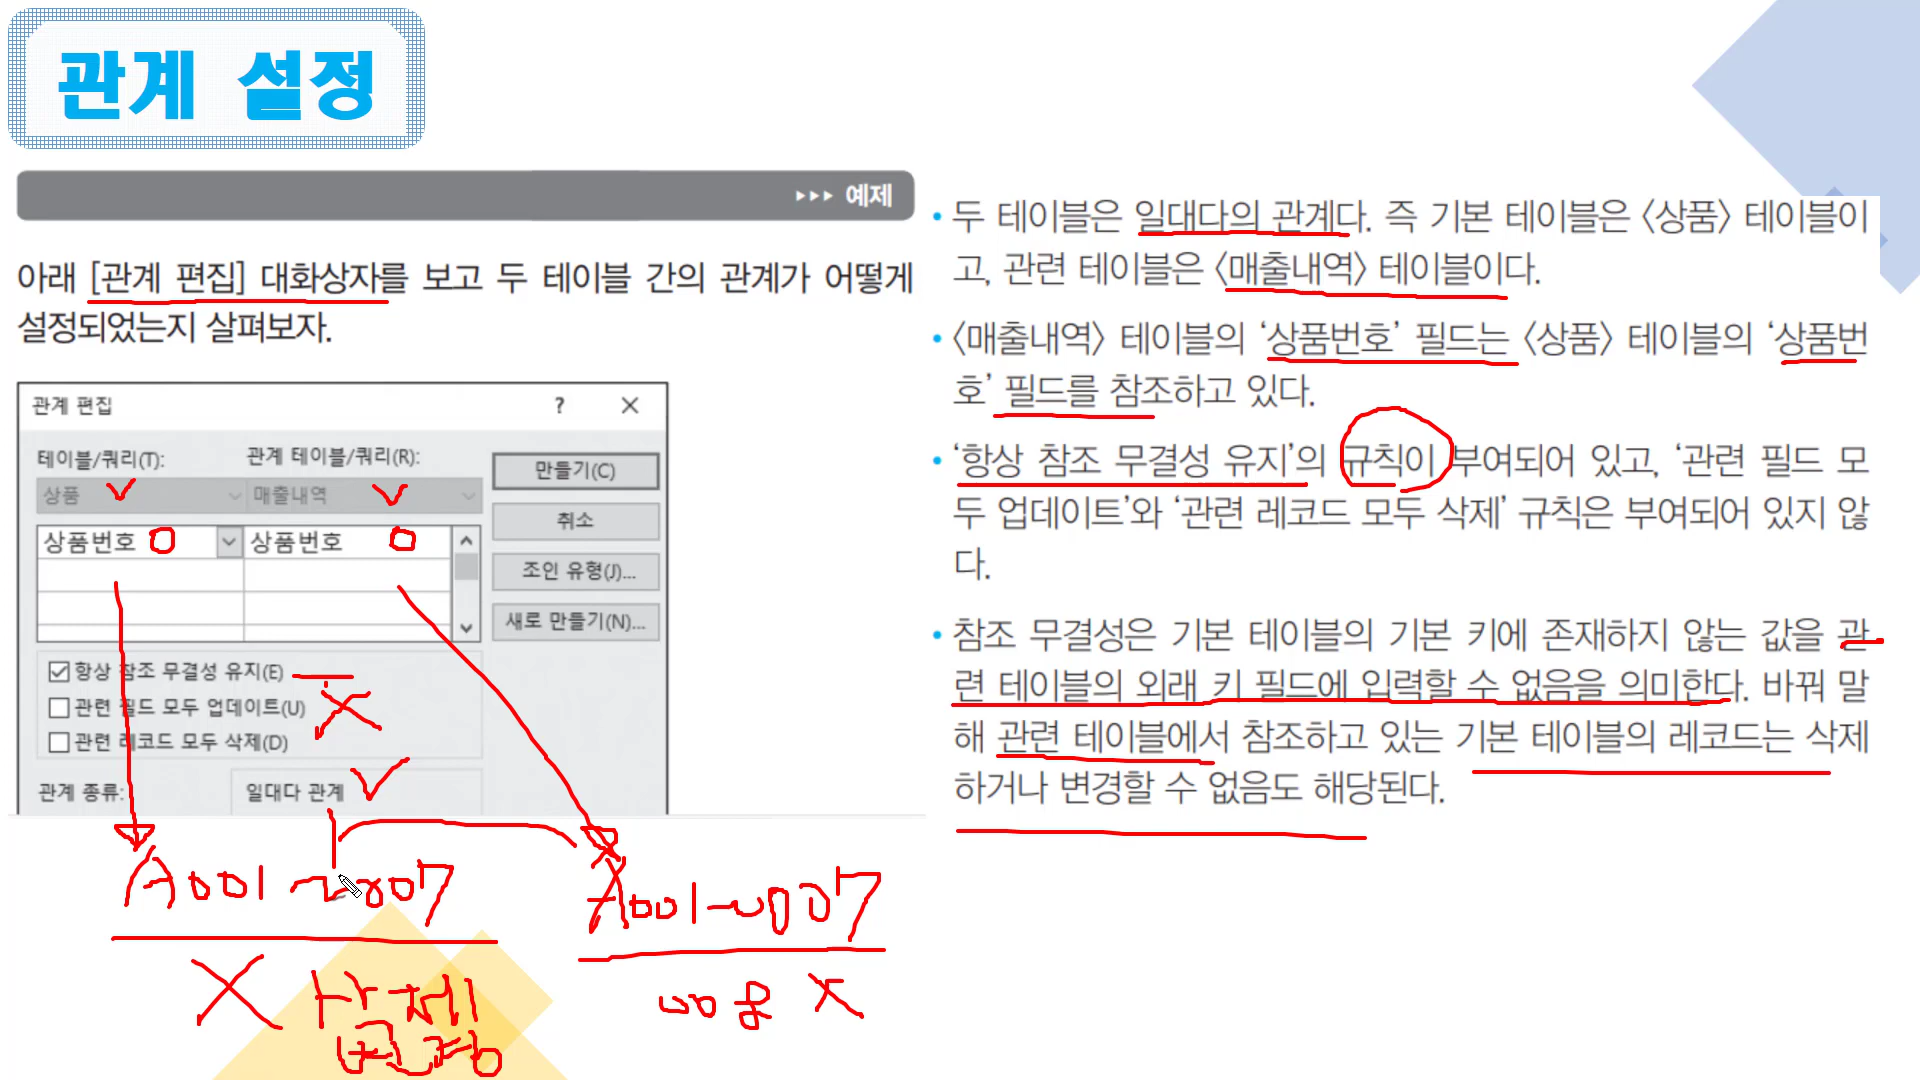 관계 설정
▸▸▸ 예제
아래 [관계 편집] 대화상자를 보고 두 테이블 간의 관계가 어떻게
설정되었는지 살펴보자.
관계 편집 ? ×
테이블/쿼리(T): 관계 테이블/쿼리(R):
상품 매출내역
상품번호 상품번호
만들기(C)
취소
조인 유형(J)...
새로 만들기(N)...
항상 참조 무결성 유지(E)
관련 필드 모두 업데이트(U)
관련 레코드 모두 삭제(D)
관계 종류: 일대다 관계
A001~007
A001~007
X 삭제
변경
008 X
• 두 테이블은 일대다의 관계다. 즉 기본 테이블은 〈상품〉 테이블이
고, 관련 테이블은 〈매출내역〉 테이블이다.
• 〈매출내역〉 테이블의 ‘상품번호’ 필드는 〈상품〉 테이블의 ‘상품번
호’ 필드를 참조하고 있다.
• ‘항상 참조 무결성 유지’의 규칙이 부여되어 있고, ‘관련 필드 모
두 업데이트’와 ‘관련 레코드 모두 삭제’ 규칙은 부여되어 있지 않
다.
• 참조 무결성은 기본 테이블의 기본 키에 존재하지 않는 값을 관
련 테이블의 외래 키 필드에 입력할 수 없음을 의미한다. 바꿔 말
해 관련 테이블에서 참조하고 있는 기본 테이블의 레코드는 삭제
하거나 변경할 수 없음도 해당된다.